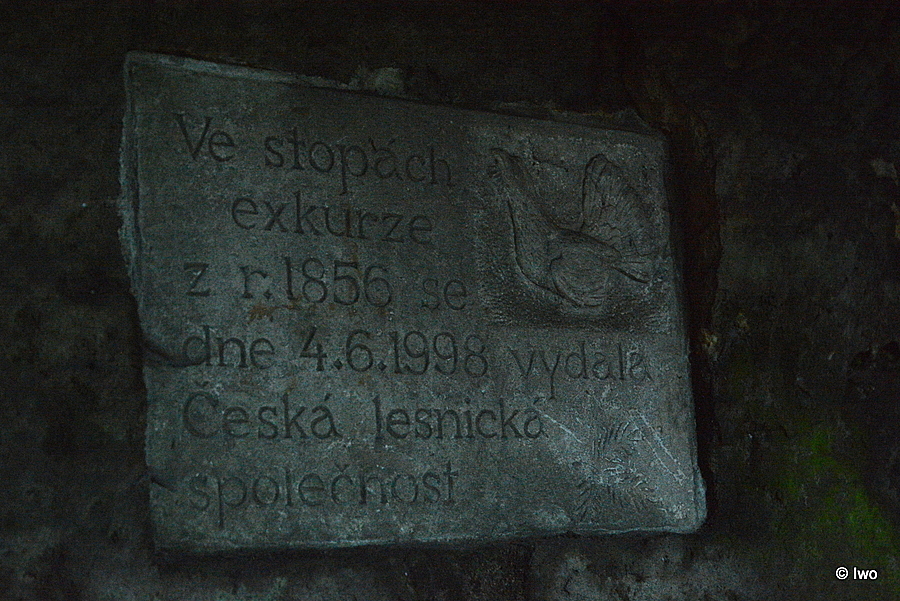 Ve stopách
exkurze
z r. 1856 se
dne 4.6.1998 vydala
Česká lesnická
společnost
© Iwo